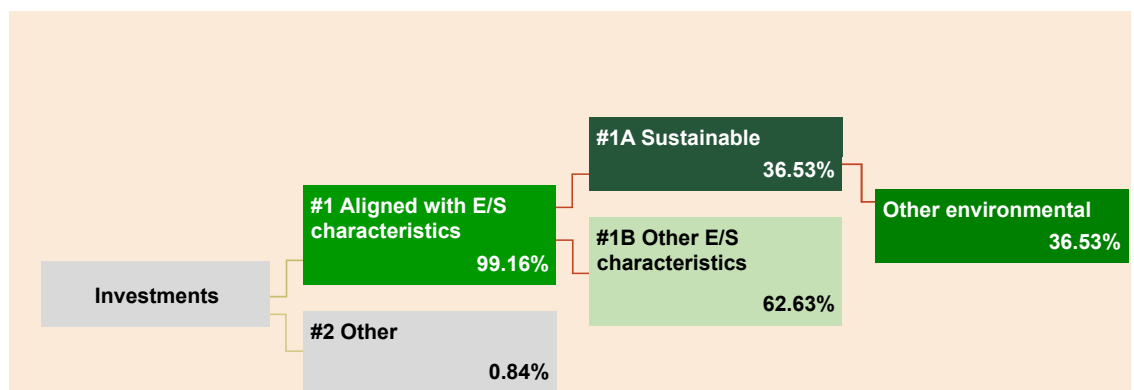 Investments
#1 Aligned with E/S
characteristics
99.16%
#2 Other
0.84%
#1A Sustainable
36.53%
#1B Other E/S
characteristics
62.63%
Other environmental
36.53%